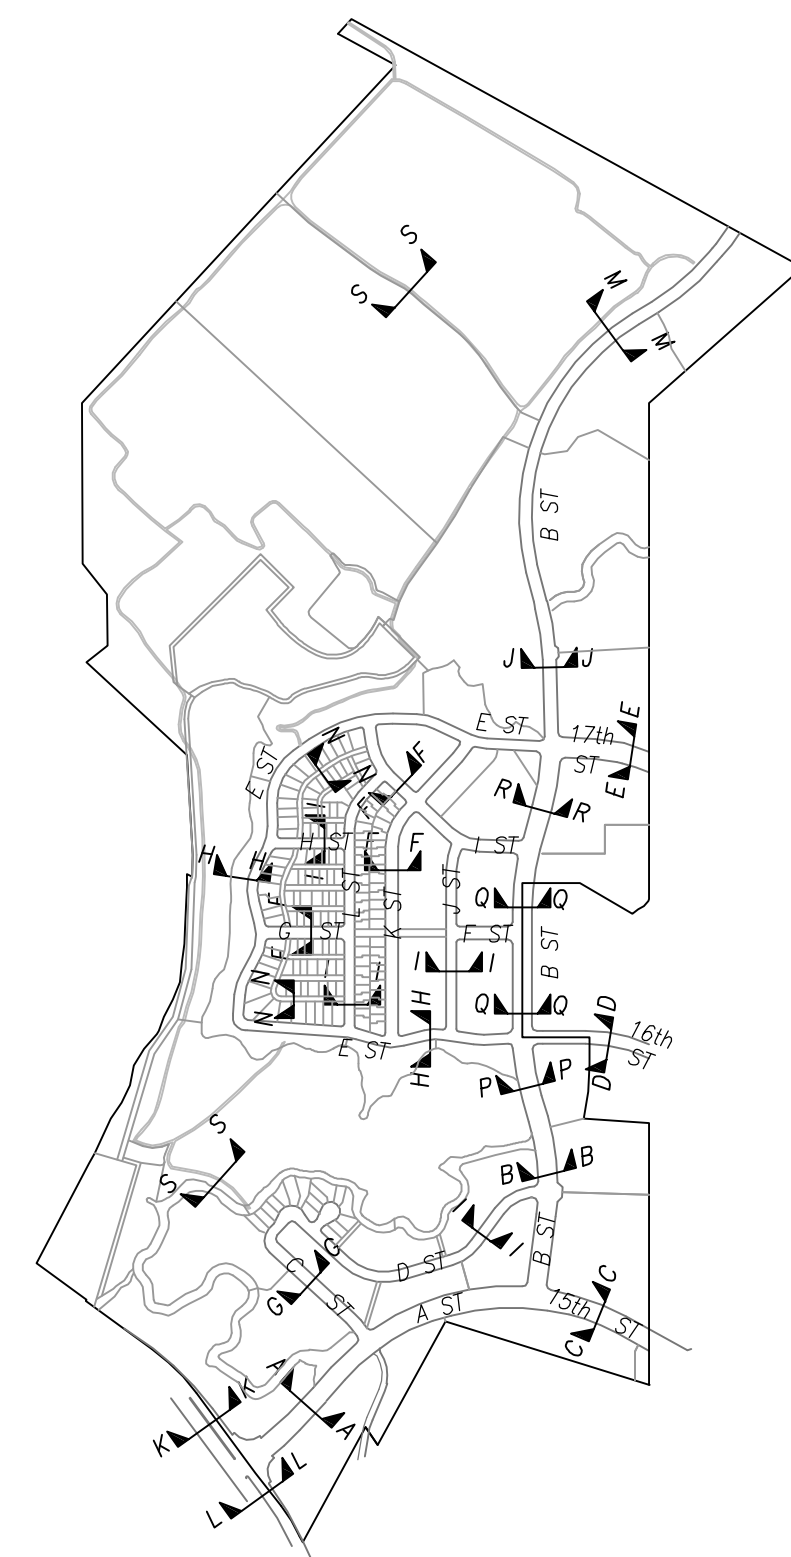 S
S
M
M
B ST
J
J
E
E ST
17th
ST
E
N
N
F
F
E ST
R
R
I
H ST
I
I ST
H
H
F
F
E
L ST
K ST
J ST
Q
Q
G ST
E
F ST
B ST
I
I
N
N
I
I
H
Q
Q
D
16th
ST
E ST
H
D
P
P
S
S
B
B
I
I
B ST
G
C ST
D ST
G
A ST
15th ST
C
C
A
A
K
K
L
L